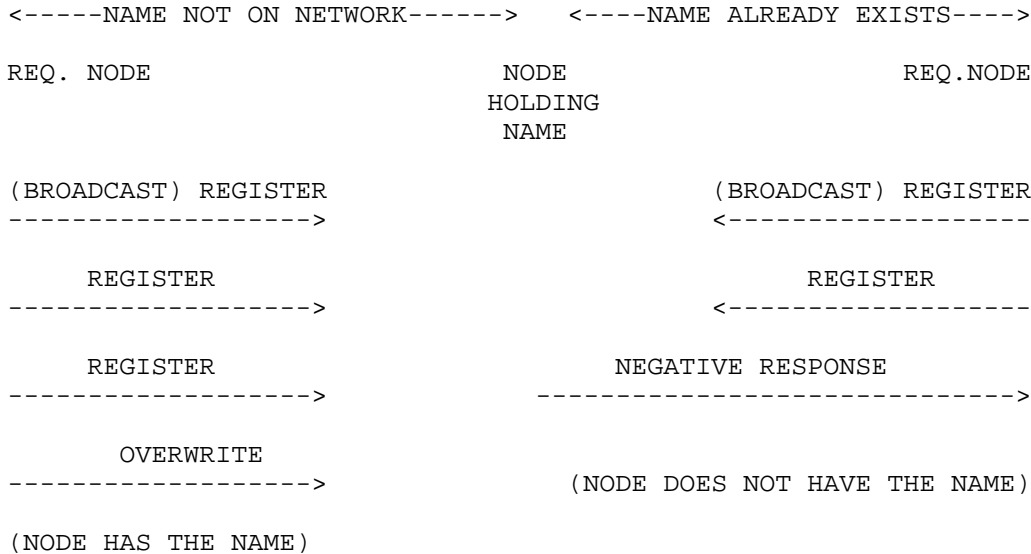 <-----NAME NOT ON NETWORK------>   <----NAME ALREADY EXISTS---->
REQ. NODE                      NODE                     REQ.NODE
                              HOLDING
                               NAME
(BROADCAST) REGISTER                        (BROADCAST) REGISTER
------------------->                        <-------------------
     REGISTER                                     REGISTER
------------------->                        <-------------------
     REGISTER                         NEGATIVE RESPONSE
------------------->             ------------------------------>
       OVERWRITE
------------------->               (NODE DOES NOT HAVE THE NAME)
(NODE HAS THE NAME)